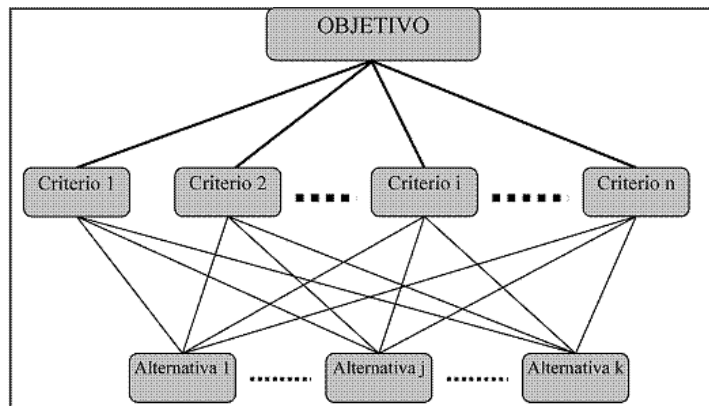 OBJETIVO
Criterio 1
Criterio 2
Criterio i
Criterio n
Alternativa 1
Alternativa j
Alternativa k